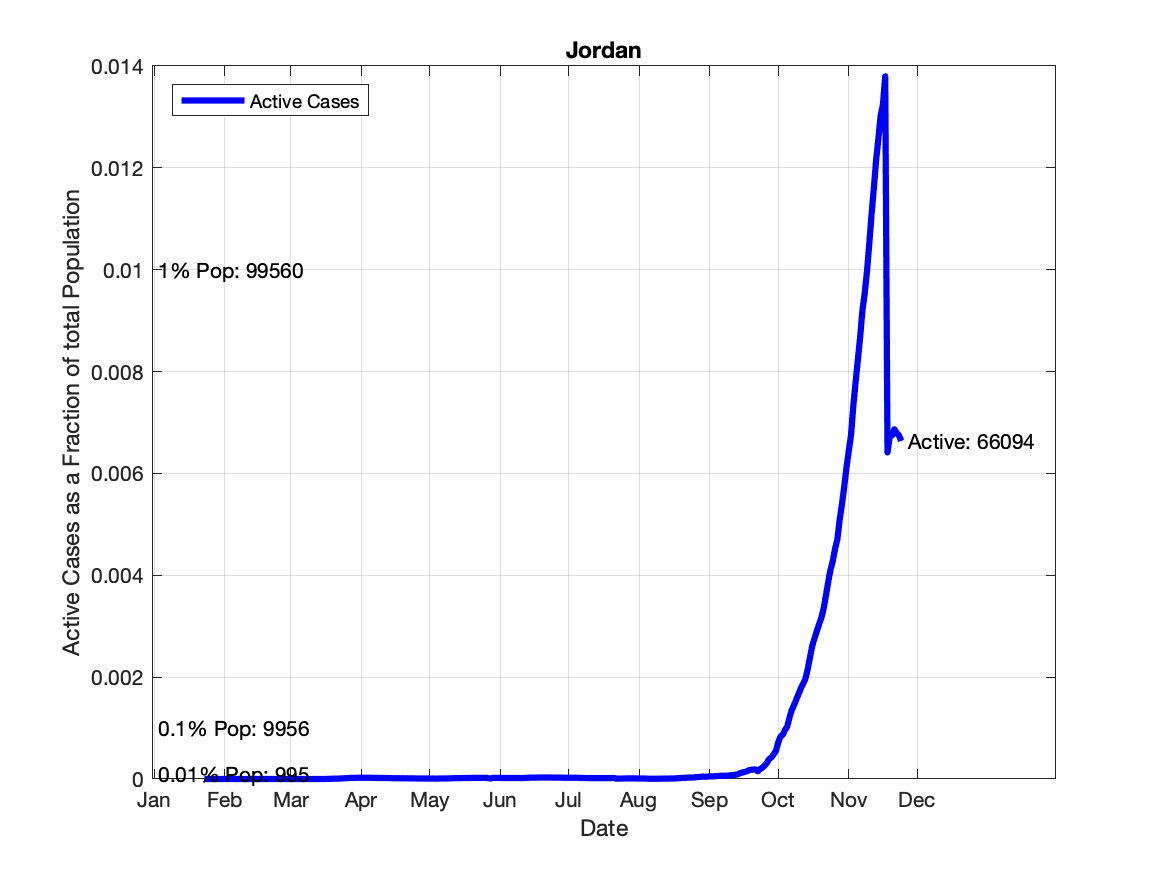 Jordan
Active Cases
0.014
0.012
0.01
0.008
0.006
0.004
0.002
0
1% Pop: 99560
0.1% Pop: 9956
0.01% Pop: 995
Active: 66094
Active Cases as a Fraction of total Population
Jan Feb Mar Apr May Jun Jul Aug Sep Oct Nov Dec
Date